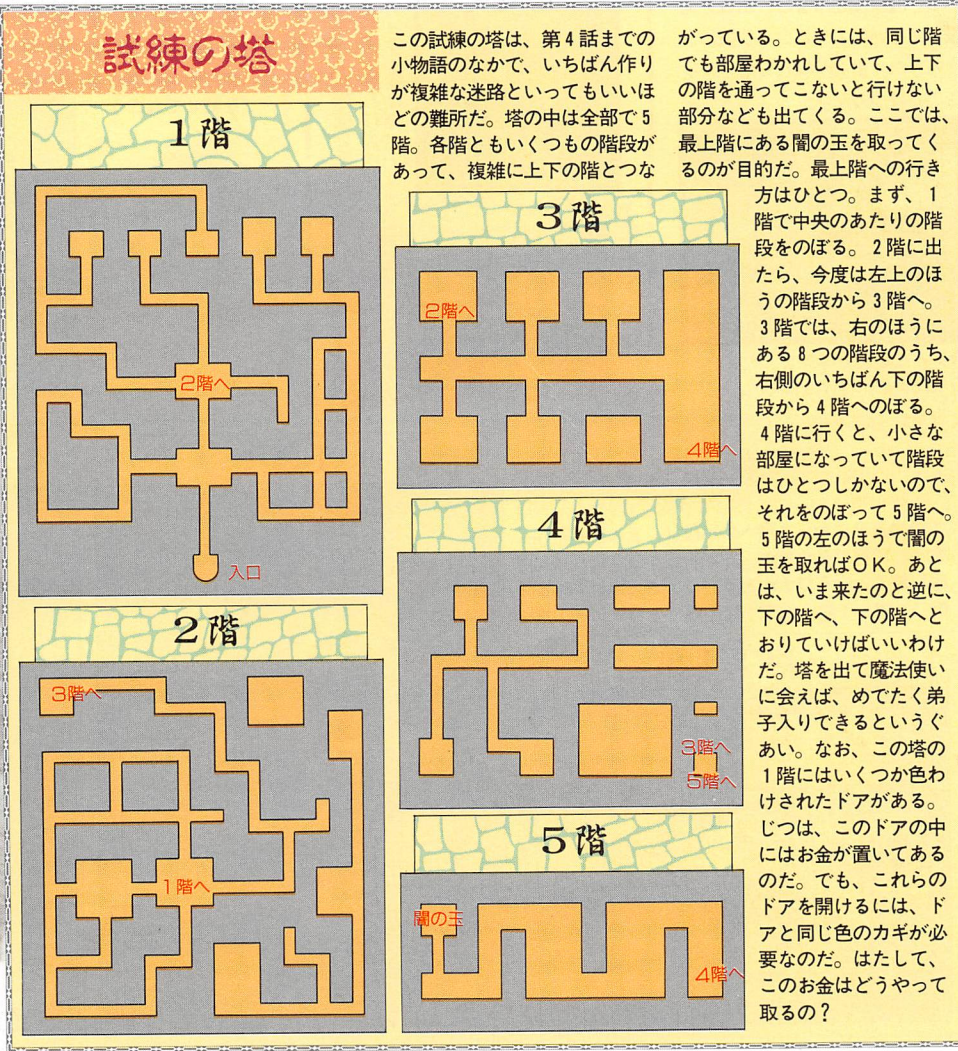 試練の塔
この試練の塔は、第4話までの
小物語のなかで、いちばん作り
が複雑な迷路といってもいいほ
どの難所だ。塔の中は全部で5
階。各階ともいくつもの階段が
あって、複雑に上下の階とつな
がっている。ときには、同じ階
でも部屋わかれしていて、上下
の階を通ってこないと行けない
部分なども出てくる。ここでは、
最上階にある闇の玉を取ってく
るのが目的だ。最上階への行き
方はひとつ。まず、1
階で中央のあたりの階
段をのぼる。2階に出
たら、今度は左上のほ
うの階段から3階へ。
3階では、右のほうに
ある8つの階段のうち、
右側のいちばん下の階
段から4階へのぼる。
4階に行くと、小さな
部屋になっていて階段
はひとつしかないので、
それをのぼって5階へ。
5階の左のほうで闇の
玉を取ればOK。あと
は、いま来たのと逆に、
下の階へ、下の階へと
おりていけばいいわけ
だ。塔を出て魔法使い
に会えば、めでたく弟
子入りできるというぐ
あい。なお、この塔の
1階にはいくつか色わ
けされたドアがある。
じつは、このドアの中
にはお金が置いてある
のだ。でも、これらの
ドアを開けるには、ド
アと同じ色のカギが必
要なのだ。はたして、
このお金はどうやって
取るの?
1階
2階へ
入口
2階
3階へ
1階へ
3階
2階へ
4階へ
4階
3階へ
5階へ
5階
闇の玉
4階へ